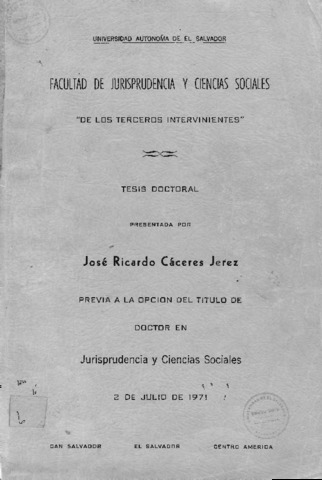 UNIVERSIDAD AUTONOMA DE EL SALVADOR
FACULTAD DE JURISPRUDENCIA Y CIENCIAS SOCIALES
"DE LOS TERCEROS INTERVINIENTES"
TESIS DOCTORAL
PRESENTADA POR
José Ricardo Cáceres Jerez
PREVIA A LA OPCION DEL TITULO DE
DOCTOR EN
Jurisprudencia y Ciencias Sociales
2 DE JULIO DE 1971
SAN SALVADOR EL SALVADOR CENTRO AMERICA